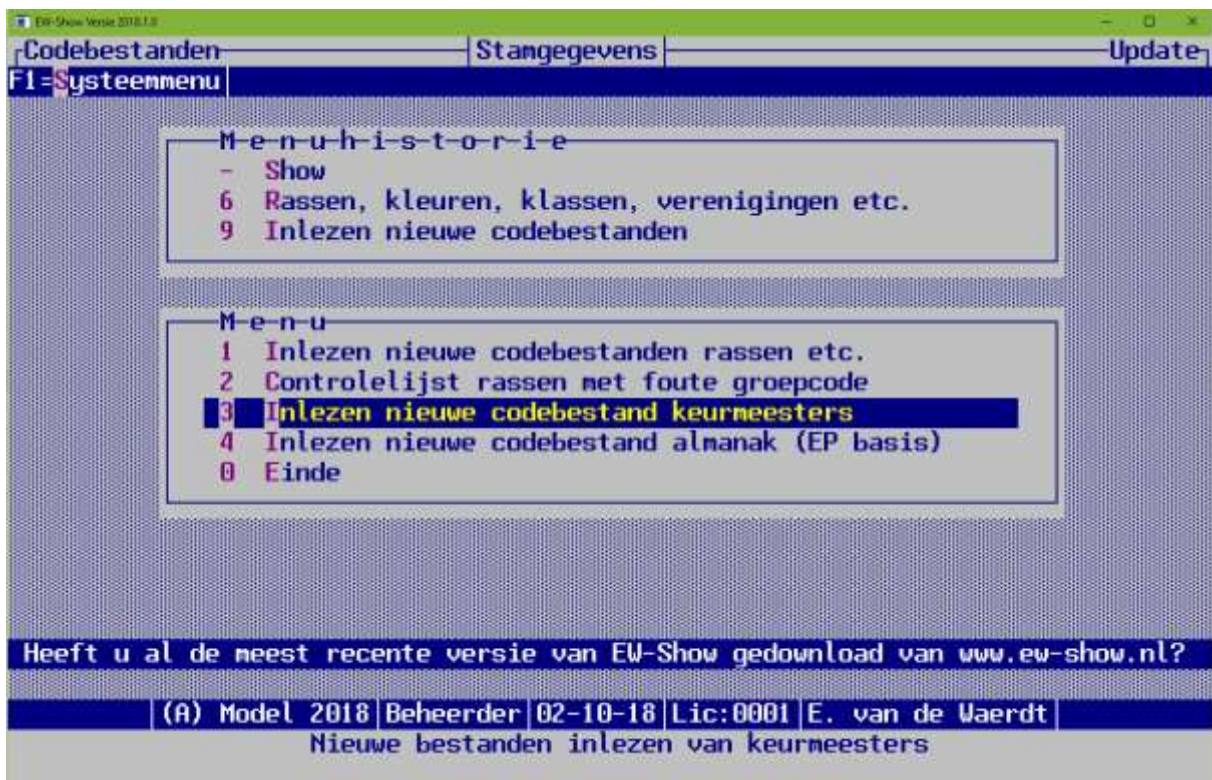 EW-Show Versie 2018.1.0
Codebestanden Stamgegevens Update
F1=Systeemmenu
M-e-n-u-h-i-s-t-o-r-i-e
- Show
6 Rassen, kleuren, klassen, verenigingen etc.
9 Inlezen nieuwe codebestanden
M-e-n-u
1 Inlezen nieuwe codebestanden rassen etc.
2 Controlelijst rassen met foute groepcode
3 Inlezen nieuwe codebestand keurmeesters
4 Inlezen nieuwe codebestand almanak (EP basis)
0 Einde
Heeft u al de meest recente versie van EW-Show gedownload van www.ew-show.nl?
(A) Model 2018 Beheerder 02-10-18 Lic:0001 E. van de Waerdt
Nieuwe bestanden inlezen van keurmeesters